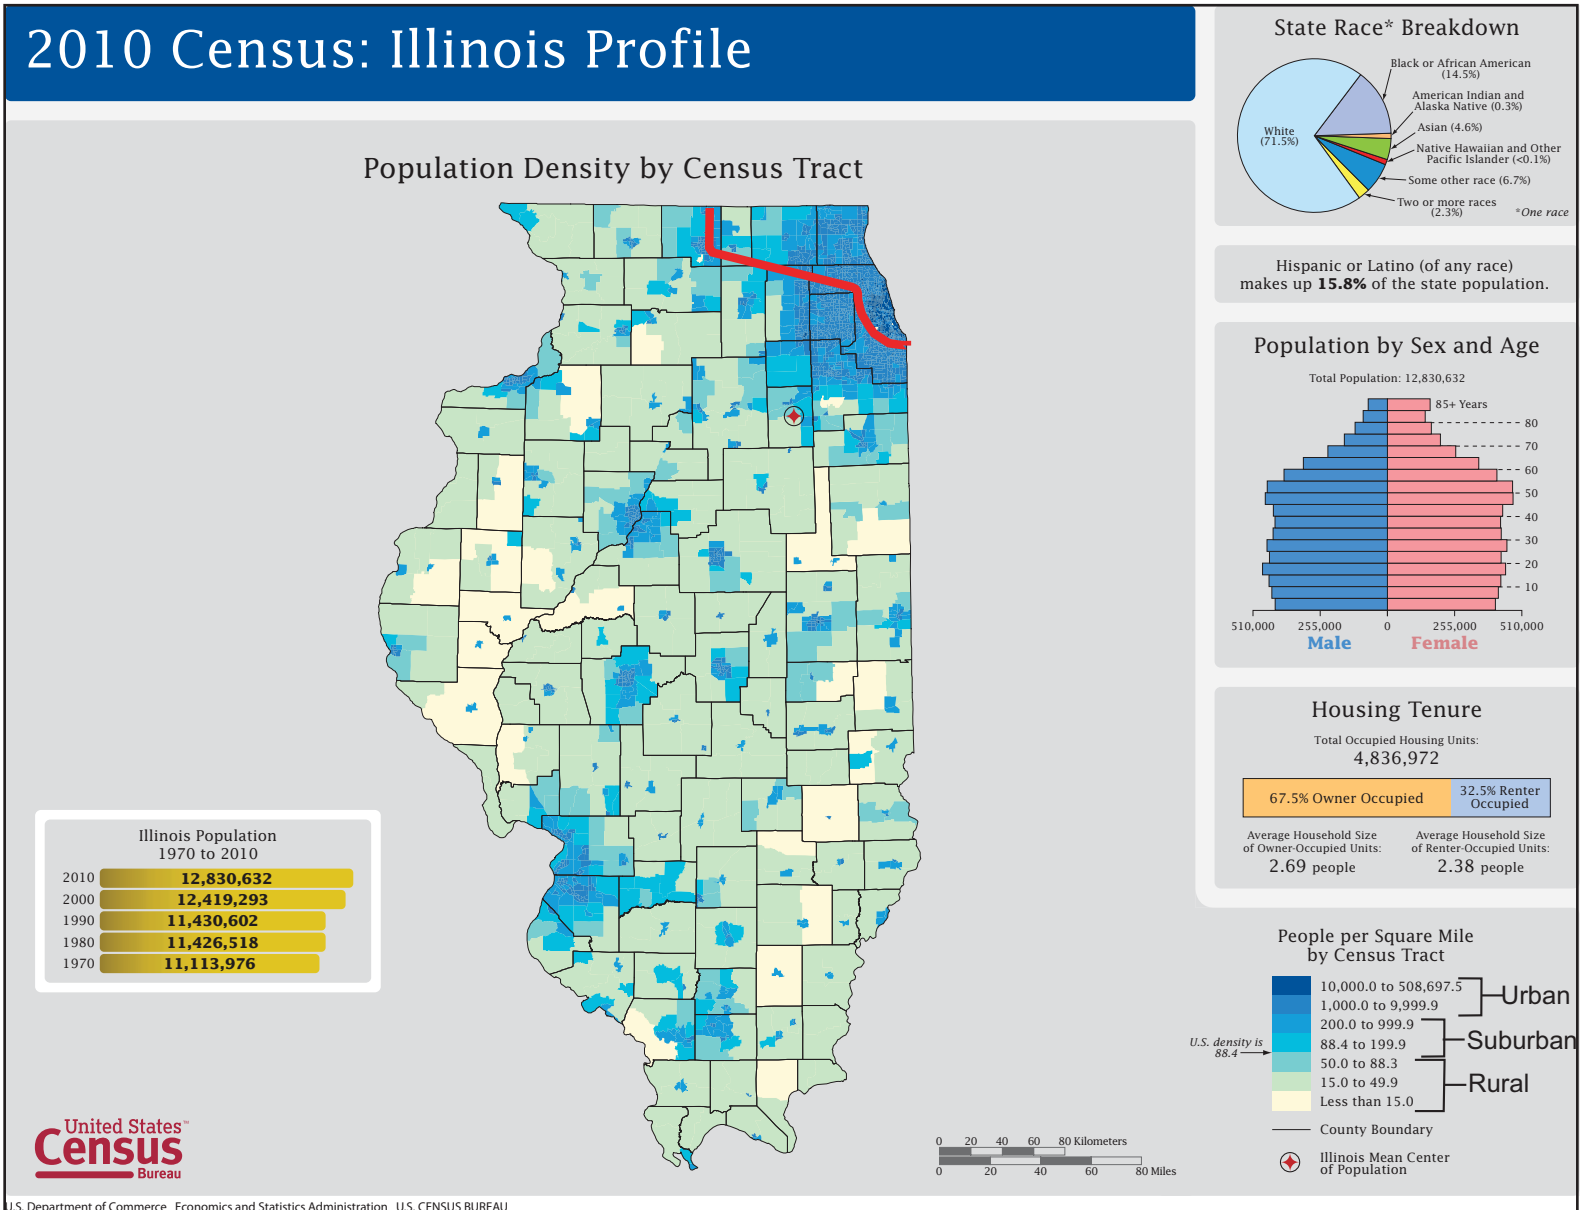 2010 Census: Illinois Profile
Population Density by Census Tract
Illinois Population
1970 to 2010
2010 12,830,632
2000 12,419,293
1990 11,430,602
1980 11,426,518
1970 11,113,976
United States™
Census
Bureau
0 20 40 60 80 Kilometers
0 20 40 60 80 Miles
State Race* Breakdown
Black or African American
(14.5%)
American Indian and
Alaska Native (0.3%)
Asian (4.6%)
Native Hawaiian and Other
Pacific Islander (<0.1%)
Some other race (6.7%)
Two or more races
(2.3%)
White
(71.5%)
*One race
Hispanic or Latino (of any race)
makes up 15.8% of the state population.
Population by Sex and Age
Total Population: 12,830,632
85+ Years
80
70
60
50
40
30
20
10
510,000 255,000 0 255,000 510,000
Male Female
Housing Tenure
Total Occupied Housing Units:
4,836,972
67.5% Owner Occupied
32.5% Renter
Occupied
Average Household Size
of Owner-Occupied Units:
2.69 people
Average Household Size
of Renter-Occupied Units:
2.38 people
People per Square Mile
by Census Tract
10,000.0 to 508,697.5
1,000.0 to 9,999.9
Urban
200.0 to 999.9
88.4 to 199.9
Suburban
U.S. density is
88.4
50.0 to 88.3
15.0 to 49.9
Less than 15.0
Rural
County Boundary
Illinois Mean Center
of Population
U.S. Department of Commerce Economics and Statistics Administration U.S. CENSUS BUREAU